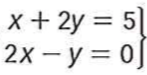 x + 2y = 5
2x − y = 0